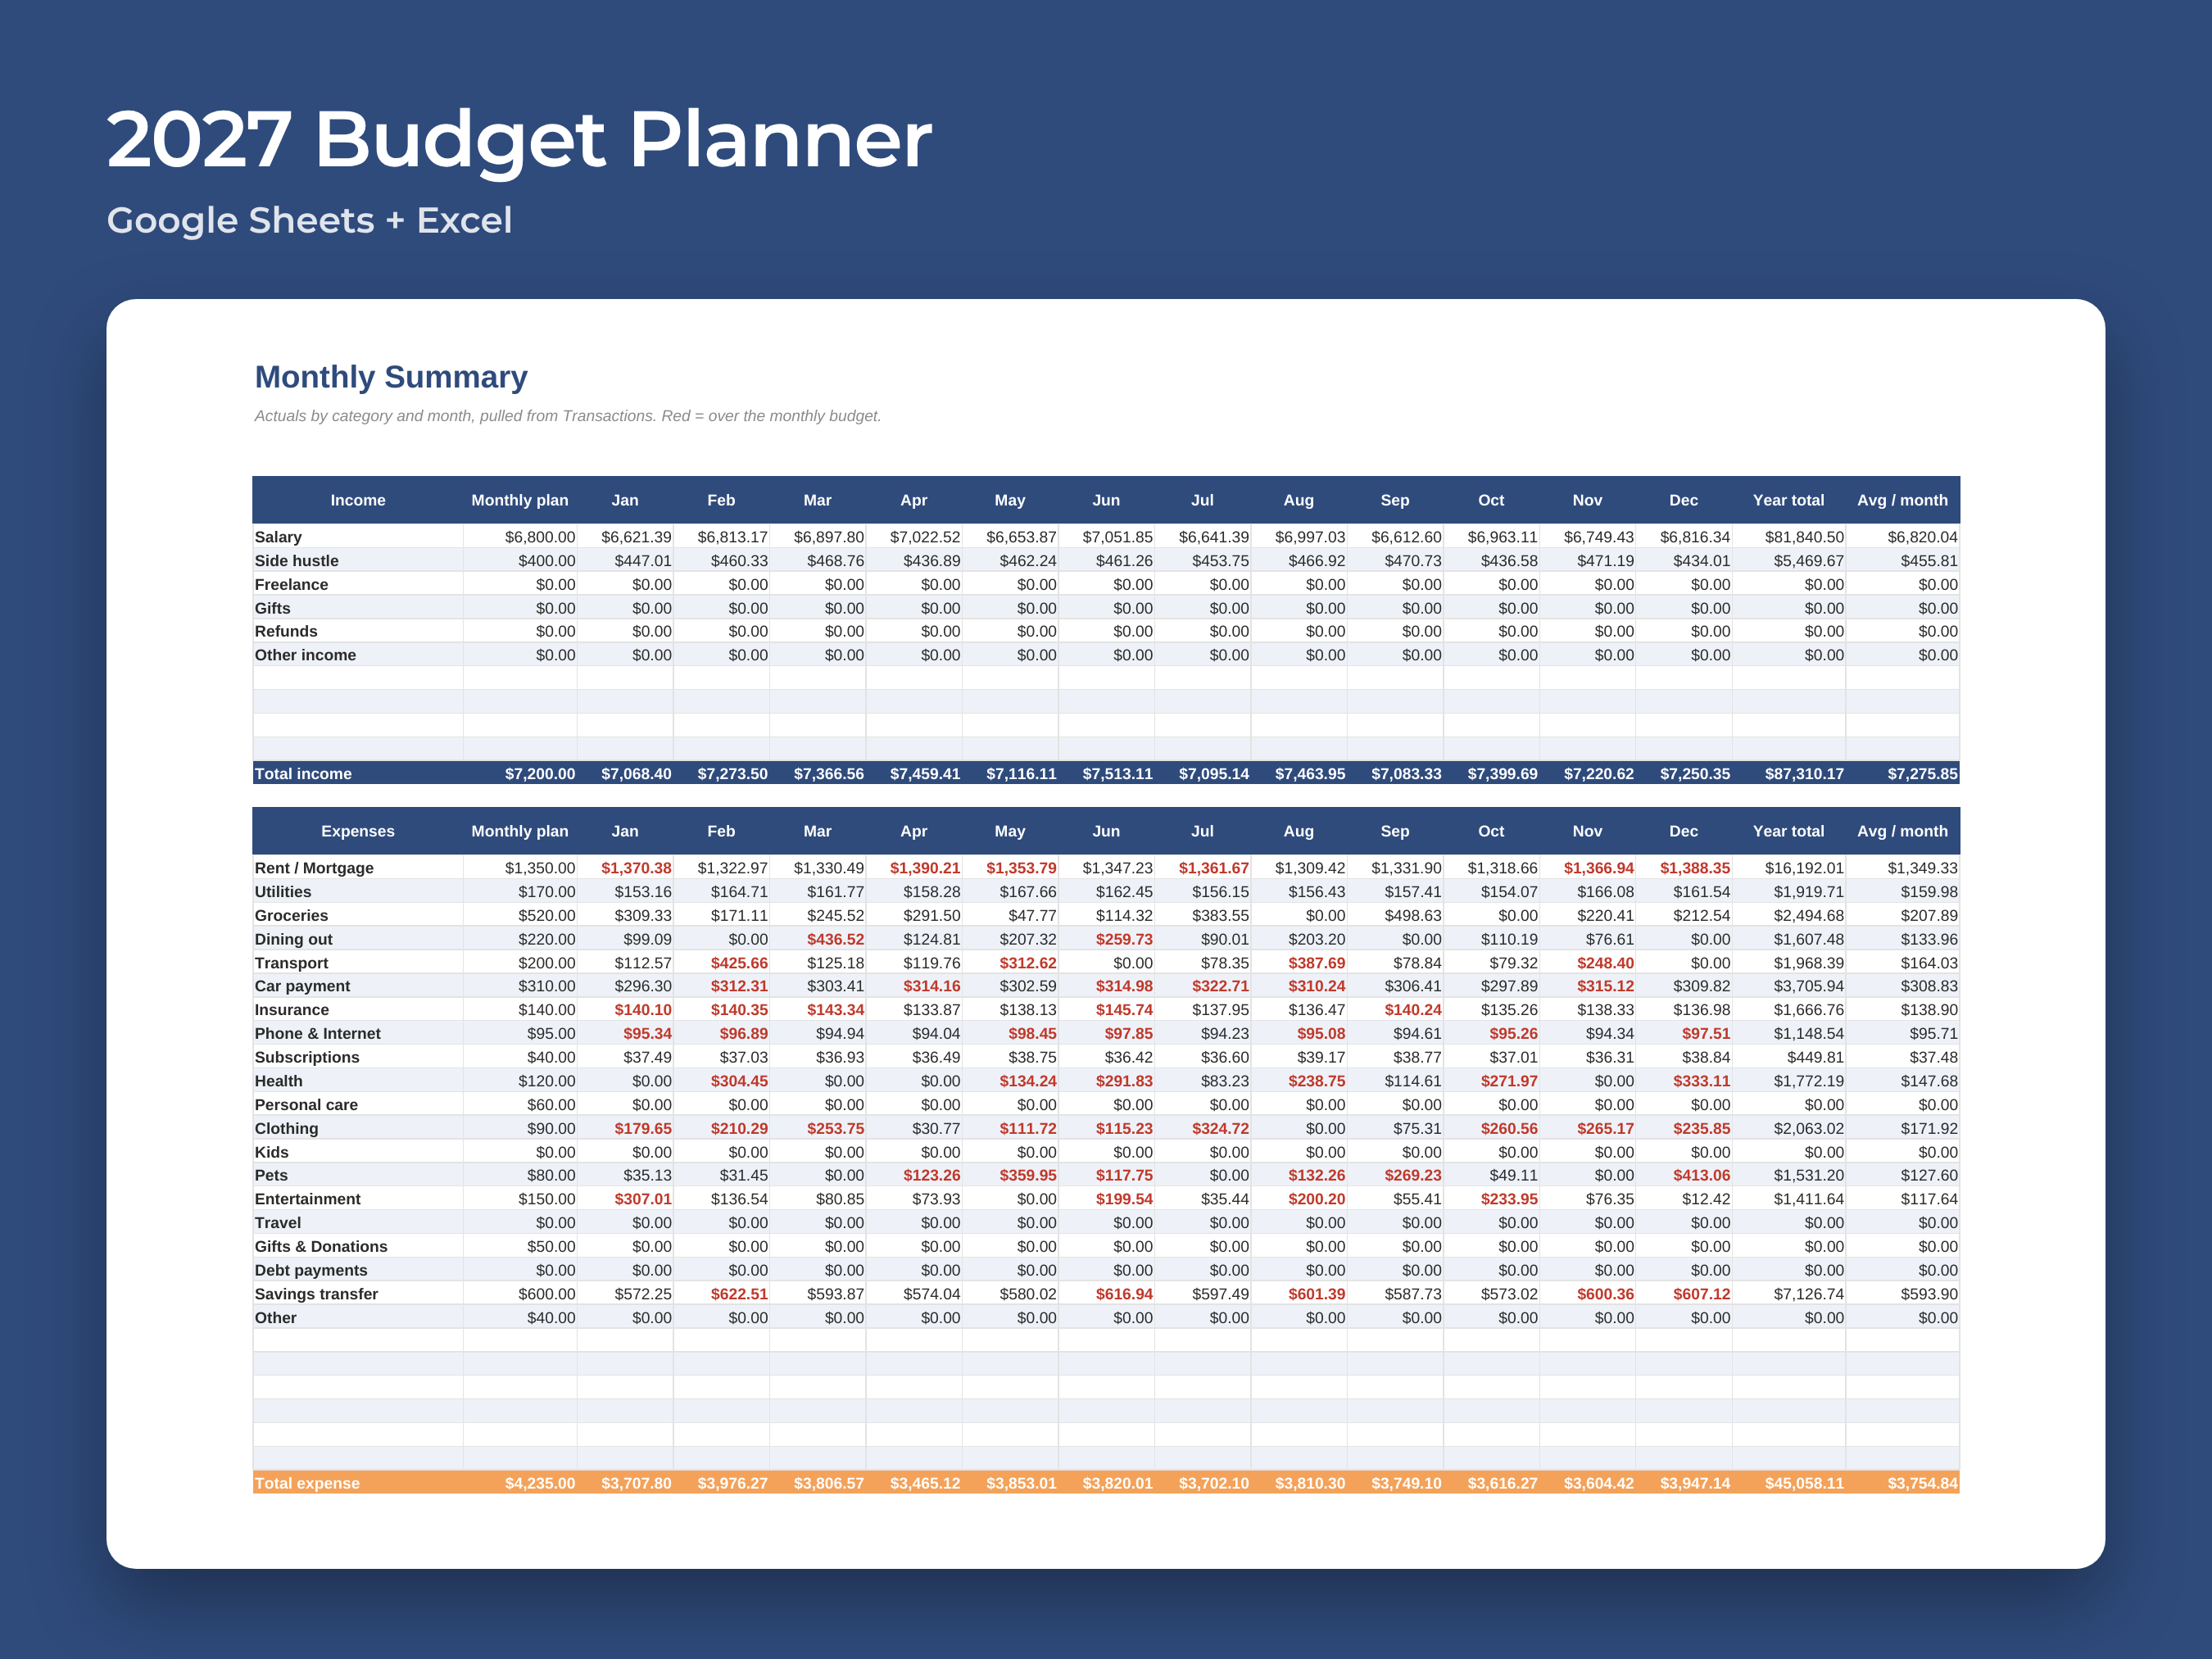 2027 Budget Planner
Google Sheets + Excel
Monthly Summary
Actuals by category and month, pulled from Transactions. Red = over the monthly budget.
Income Monthly plan Jan Feb Mar Apr May Jun Jul Aug Sep Oct Nov Dec Year total Avg / month
Salary $6,800.00 $6,621.39 $6,813.17 $6,897.80 $7,022.52 $6,653.87 $7,051.85 $6,641.39 $6,997.03 $6,612.60 $6,963.11 $6,749.43 $6,816.34 $81,840.50 $6,820.04
Side hustle $400.00 $447.01 $460.33 $468.76 $436.89 $462.24 $461.26 $453.75 $466.92 $470.73 $436.58 $471.19 $434.01 $5,469.67 $455.81
Freelance $0.00 $0.00 $0.00 $0.00 $0.00 $0.00 $0.00 $0.00 $0.00 $0.00 $0.00 $0.00 $0.00 $0.00 $0.00
Gifts $0.00 $0.00 $0.00 $0.00 $0.00 $0.00 $0.00 $0.00 $0.00 $0.00 $0.00 $0.00 $0.00 $0.00 $0.00
Refunds $0.00 $0.00 $0.00 $0.00 $0.00 $0.00 $0.00 $0.00 $0.00 $0.00 $0.00 $0.00 $0.00 $0.00 $0.00
Other income $0.00 $0.00 $0.00 $0.00 $0.00 $0.00 $0.00 $0.00 $0.00 $0.00 $0.00 $0.00 $0.00 $0.00 $0.00
Total income $7,200.00 $7,068.40 $7,273.50 $7,366.56 $7,459.41 $7,116.11 $7,513.11 $7,095.14 $7,463.95 $7,083.33 $7,399.69 $7,220.62 $7,250.35 $87,310.17 $7,275.85
Expenses Monthly plan Jan Feb Mar Apr May Jun Jul Aug Sep Oct Nov Dec Year total Avg / month
Rent / Mortgage $1,350.00 $1,370.38 $1,322.97 $1,330.49 $1,390.21 $1,353.79 $1,347.23 $1,361.67 $1,309.42 $1,331.90 $1,318.66 $1,366.94 $1,388.35 $16,192.01 $1,349.33
Utilities $170.00 $153.16 $164.71 $161.77 $158.28 $167.66 $162.45 $156.15 $156.43 $157.41 $154.07 $166.08 $161.54 $1,919.71 $159.98
Groceries $520.00 $309.33 $171.11 $245.52 $291.50 $47.77 $114.32 $383.55 $0.00 $498.63 $0.00 $220.41 $212.54 $2,494.68 $207.89
Dining out $220.00 $99.09 $0.00 $436.52 $124.81 $207.32 $259.73 $90.01 $203.20 $0.00 $110.19 $76.61 $0.00 $1,607.48 $133.96
Transport $200.00 $112.57 $425.66 $125.18 $119.76 $312.62 $0.00 $78.35 $387.69 $78.84 $79.32 $248.40 $0.00 $1,968.39 $164.03
Car payment $310.00 $296.30 $312.31 $303.41 $314.16 $302.59 $314.98 $322.71 $310.24 $306.41 $297.89 $315.12 $309.82 $3,705.94 $308.83
Insurance $140.00 $140.10 $140.35 $143.34 $133.87 $138.13 $145.74 $137.95 $136.47 $140.24 $135.26 $138.33 $136.98 $1,666.76 $138.90
Phone & Internet $95.00 $95.34 $96.89 $94.94 $94.04 $98.45 $97.85 $94.23 $95.08 $94.61 $95.26 $94.34 $97.51 $1,148.54 $95.71
Subscriptions $40.00 $37.49 $37.03 $36.93 $36.49 $38.75 $36.42 $36.60 $39.17 $38.77 $37.01 $36.31 $38.84 $449.81 $37.48
Health $120.00 $0.00 $304.45 $0.00 $0.00 $134.24 $291.83 $83.23 $238.75 $114.61 $271.97 $0.00 $333.11 $1,772.19 $147.68
Personal care $60.00 $0.00 $0.00 $0.00 $0.00 $0.00 $0.00 $0.00 $0.00 $0.00 $0.00 $0.00 $0.00 $0.00 $0.00
Clothing $90.00 $179.65 $210.29 $253.75 $30.77 $111.72 $115.23 $324.72 $0.00 $75.31 $260.56 $265.17 $235.85 $2,063.02 $171.92
Kids $0.00 $0.00 $0.00 $0.00 $0.00 $0.00 $0.00 $0.00 $0.00 $0.00 $0.00 $0.00 $0.00 $0.00 $0.00
Pets $80.00 $35.13 $31.45 $0.00 $123.26 $359.95 $117.75 $0.00 $132.26 $269.23 $49.11 $0.00 $413.06 $1,531.20 $127.60
Entertainment $150.00 $307.01 $136.54 $80.85 $73.93 $0.00 $199.54 $35.44 $200.20 $55.41 $233.95 $76.35 $12.42 $1,411.64 $117.64
Travel $0.00 $0.00 $0.00 $0.00 $0.00 $0.00 $0.00 $0.00 $0.00 $0.00 $0.00 $0.00 $0.00 $0.00 $0.00
Gifts & Donations $50.00 $0.00 $0.00 $0.00 $0.00 $0.00 $0.00 $0.00 $0.00 $0.00 $0.00 $0.00 $0.00 $0.00 $0.00
Debt payments $0.00 $0.00 $0.00 $0.00 $0.00 $0.00 $0.00 $0.00 $0.00 $0.00 $0.00 $0.00 $0.00 $0.00 $0.00
Savings transfer $600.00 $572.25 $622.51 $593.87 $574.04 $580.02 $616.94 $597.49 $601.39 $587.73 $573.02 $600.36 $607.12 $7,126.74 $593.90
Other $40.00 $0.00 $0.00 $0.00 $0.00 $0.00 $0.00 $0.00 $0.00 $0.00 $0.00 $0.00 $0.00 $0.00 $0.00
Total expense $4,235.00 $3,707.80 $3,976.27 $3,806.57 $3,465.12 $3,853.01 $3,820.01 $3,702.10 $3,810.30 $3,749.10 $3,616.27 $3,604.42 $3,947.14 $45,058.11 $3,754.84